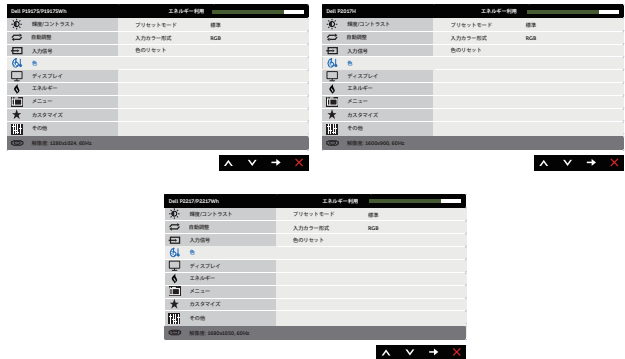 Dell P1917S/P1917SWh エネルギー利用
輝度/コントラスト プリセットモード 標準
自動調整 入力カラー形式 RGB
入力信号 色のリセット
色
ディスプレイ
エネルギー
メニュー
カスタマイズ
その他
解像度: 1280x1024, 60Hz
Dell P2017H エネルギー利用
輝度/コントラスト プリセットモード 標準
自動調整 入力カラー形式 RGB
入力信号 色のリセット
色
ディスプレイ
エネルギー
メニュー
カスタマイズ
その他
解像度: 1600x900, 60Hz
Dell P2217/P2217Wh エネルギー利用
輝度/コントラスト プリセットモード 標準
自動調整 入力カラー形式 RGB
入力信号 色のリセット
色
ディスプレイ
エネルギー
メニュー
カスタマイズ
その他
解像度: 1680x1050, 60Hz